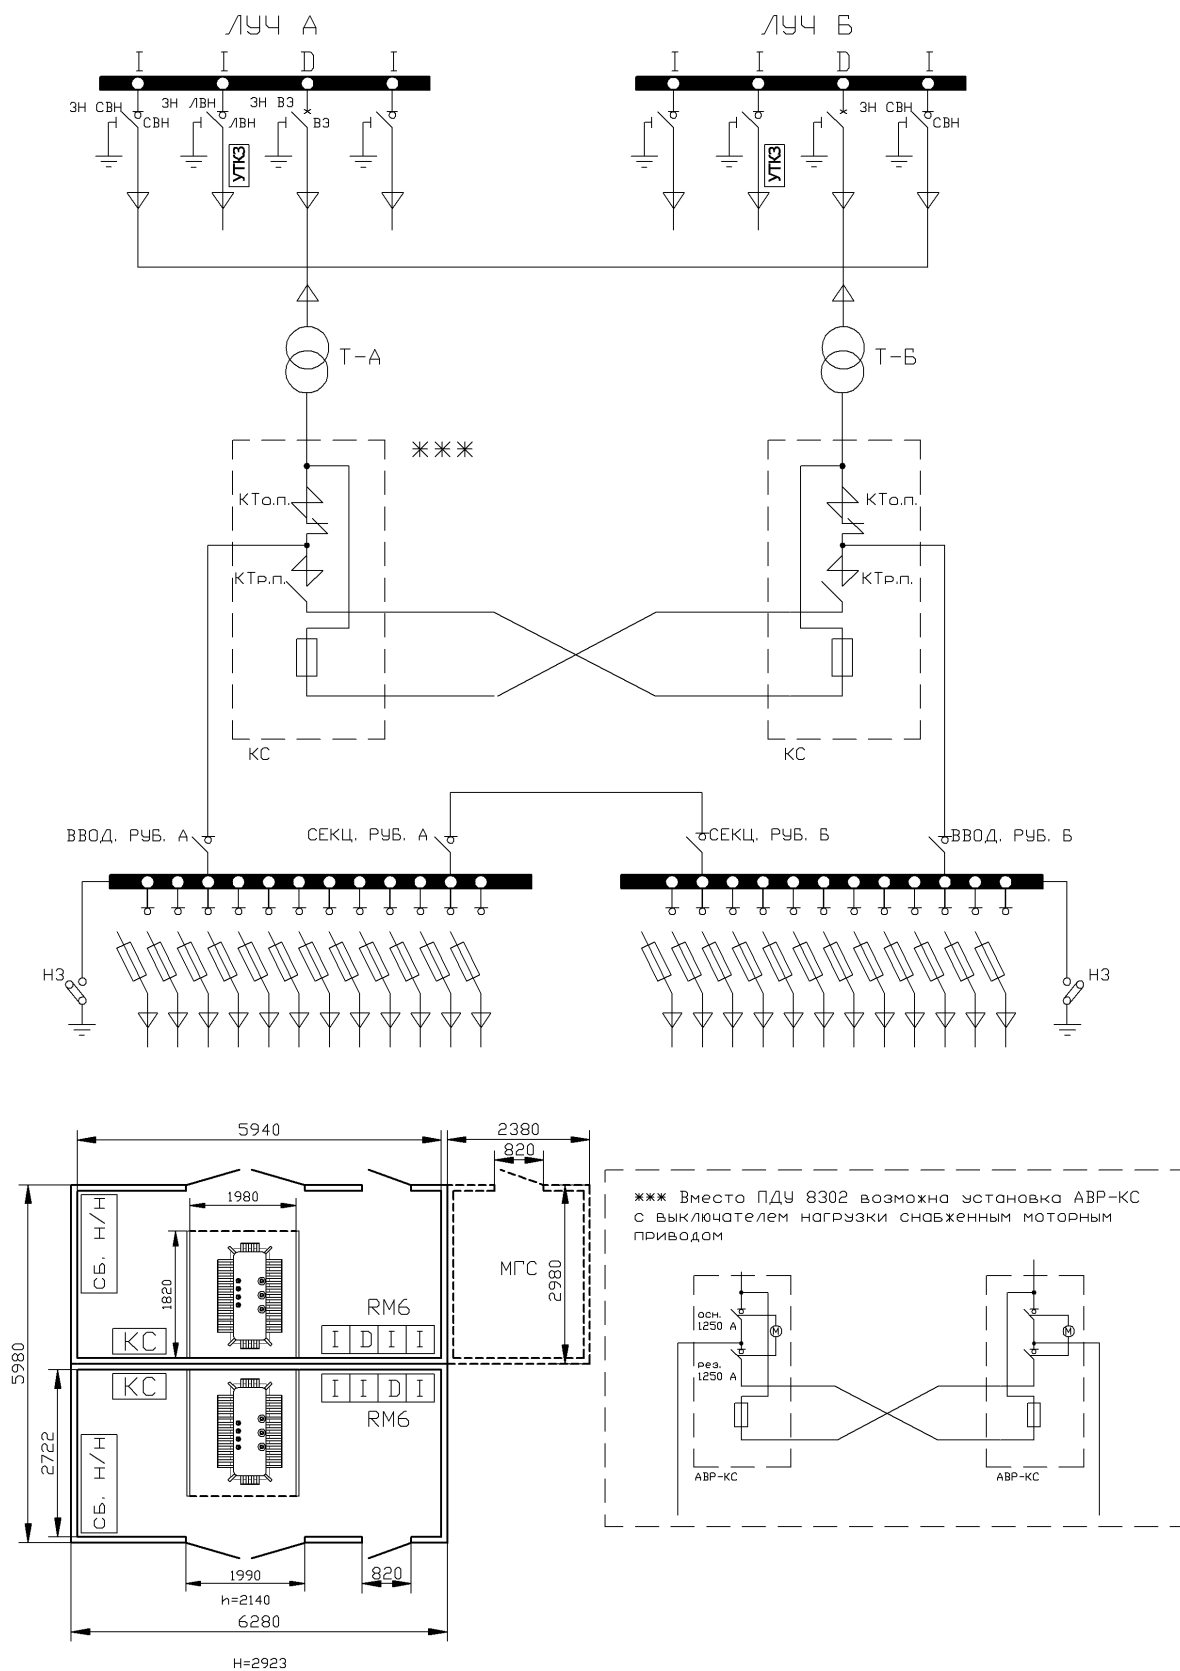 ЛУЧ А
ЛУЧ Б
I I D I
I I D I
ЗН СВН
ЗН ЛВН
ЗН ВЭ
ЗН СВН
СВН
ЛВН
ВЭ
СВН
УТКЗ
УТКЗ
Т-А
Т-Б
***
КТо.п.
КТо.п.
КТр.п.
КТр.п.
КС
КС
ВВОД. РУБ. А
СЕКЦ. РУБ. А
СЕКЦ. РУБ. Б
ВВОД. РУБ. Б
НЗ
НЗ
5940
2380
820
1980
СБ. Н/Н
1820
МГС
2980
RM6
КС
I D I I
5980
КС
I I D I
RM6
2722
СБ. Н/Н
1990
820
h=2140
6280
H=2923
*** Вместо ПДУ 8302 возможна установка АВР-КС
с выключателем нагрузки снабженным моторным
приводом
осн.
1250 А
М
М
рез.
1250 А
АВР-КС
АВР-КС